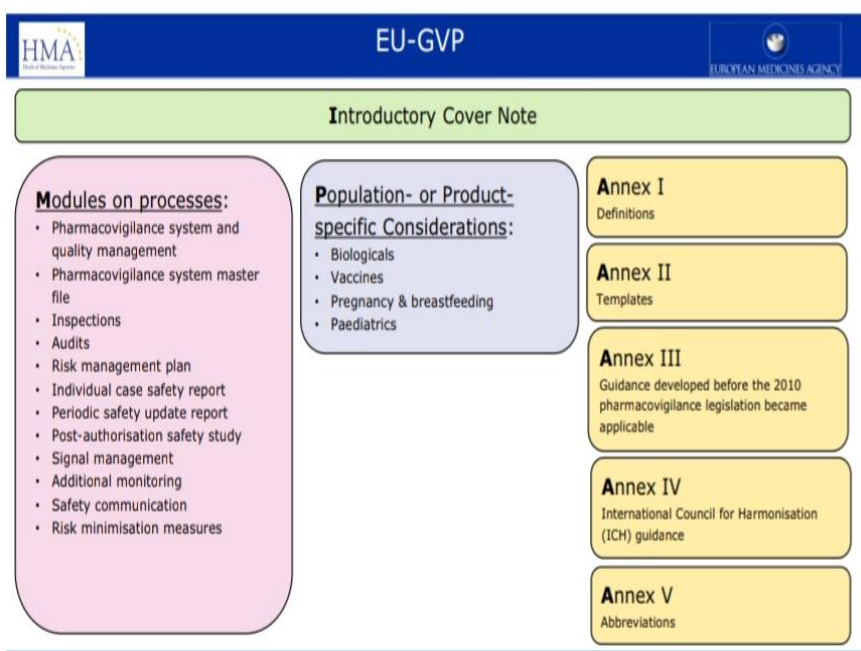 EU-GVP
HMA
Heads of Medicines Agencies
EUROPEAN MEDICINES AGENCY
Introductory Cover Note
Modules on processes:
• Pharmacovigilance system and
quality management
• Pharmacovigilance system master
file
• Inspections
• Audits
• Risk management plan
• Individual case safety report
• Periodic safety update report
• Post-authorisation safety study
• Signal management
• Additional monitoring
• Safety communication
• Risk minimisation measures
Population- or Product-
specific Considerations:
• Biologicals
• Vaccines
• Pregnancy & breastfeeding
• Paediatrics
Annex I
Definitions
Annex II
Templates
Annex III
Guidance developed before the 2010
pharmacovigilance legislation became
applicable
Annex IV
International Council for Harmonisation
(ICH) guidance
Annex V
Abbreviations